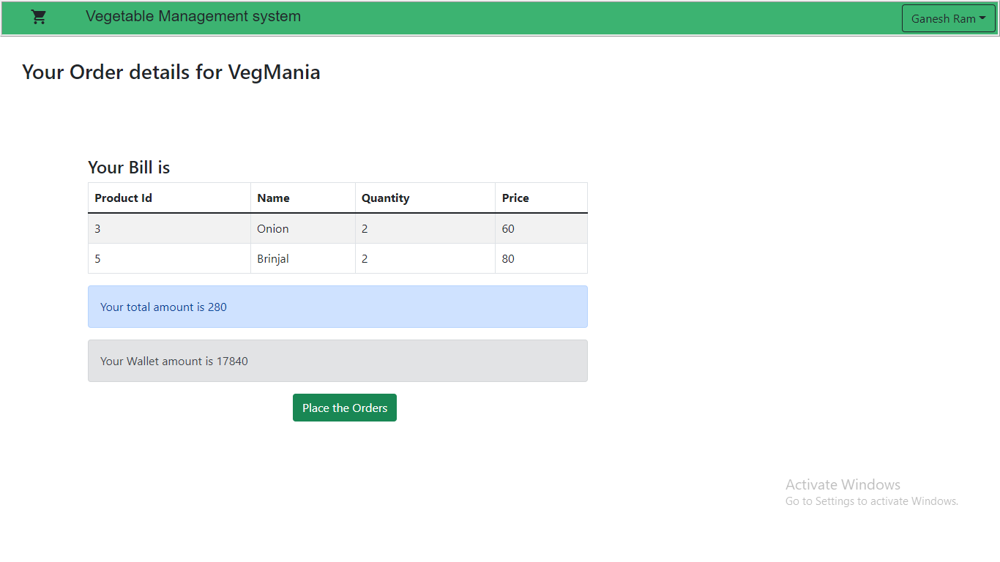 Vegetable Management system
Ganesh Ram
Your Order details for VegMania
Your Bill is
Product Id Name Quantity Price
3 Onion 2 60
5 Brinjal 2 80
Your total amount is 280
Your Wallet amount is 17840
Place the Orders
Activate Windows
Go to Settings to activate Windows.